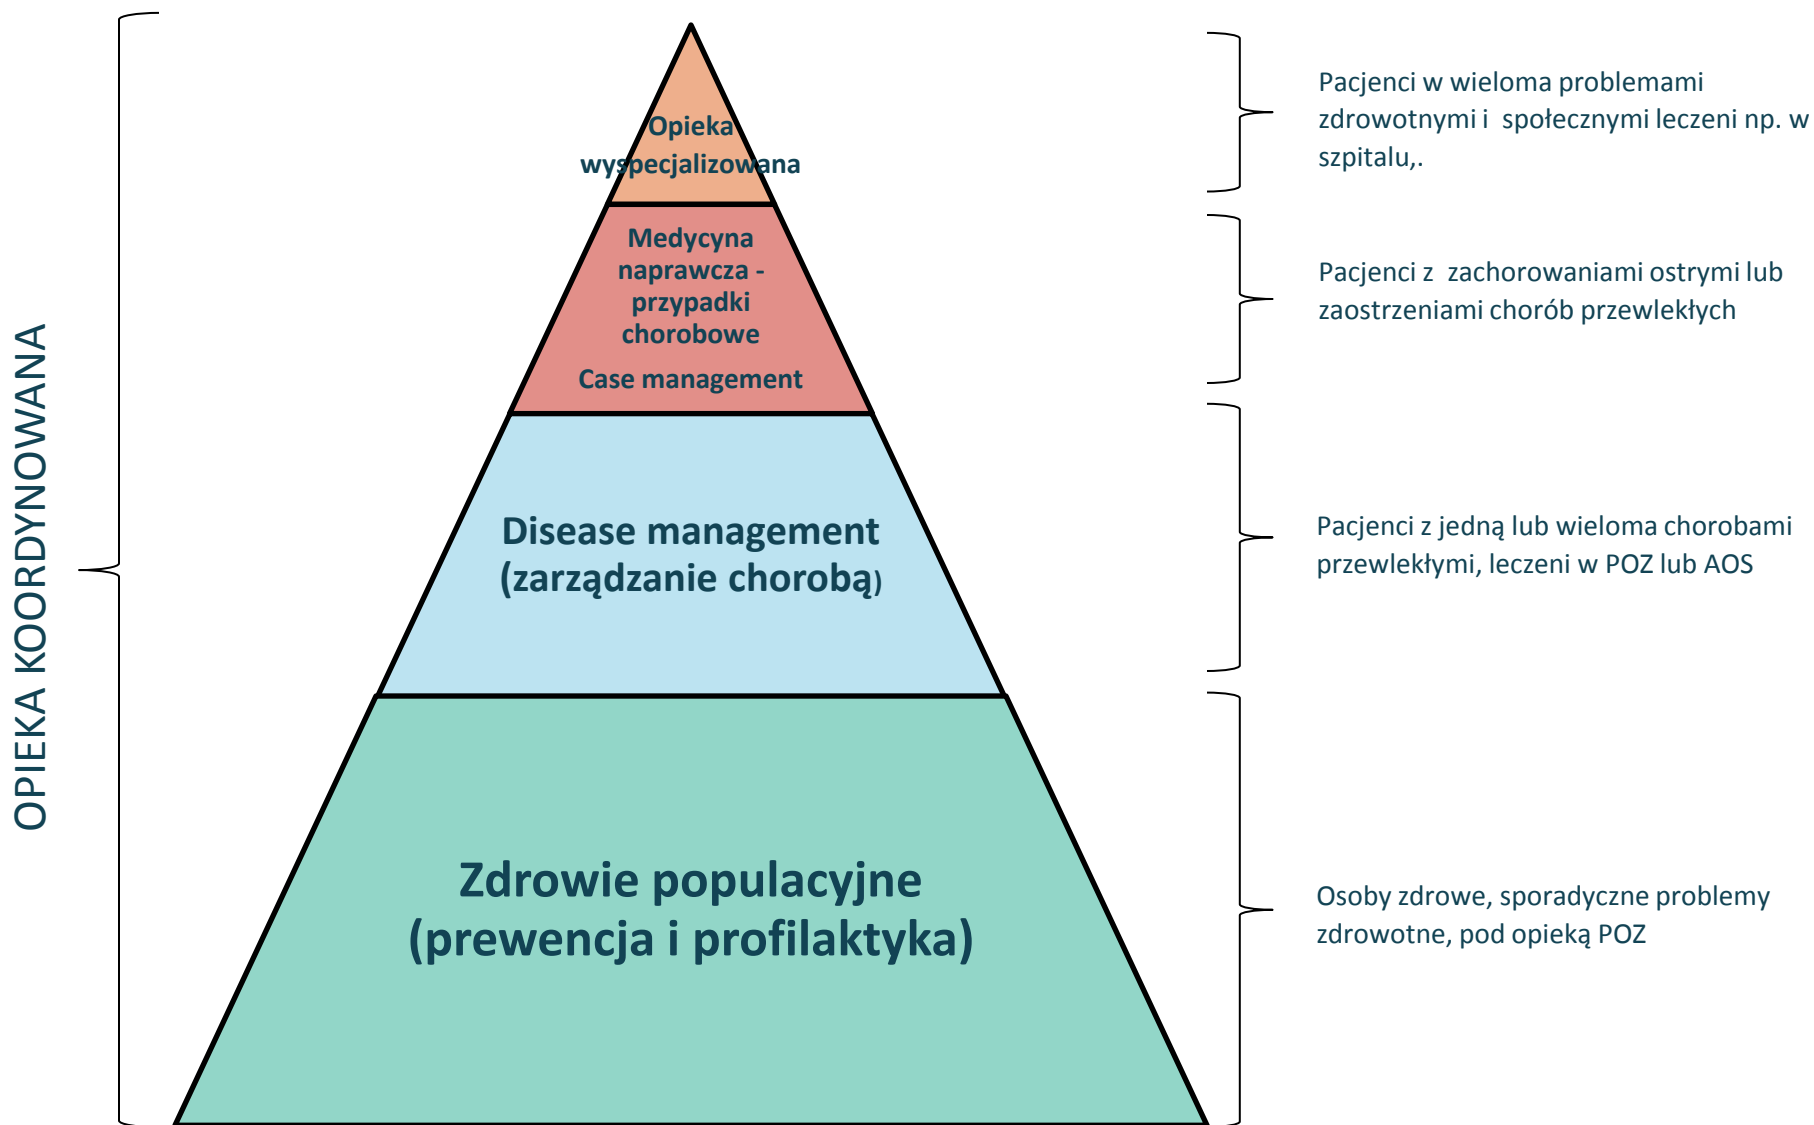 OPIEKA KOORDYNOWANA
Opieka
wyspecjalizowana
Medycyna
naprawcza -
przypadki
chorobowe
Case management
Disease management
(zarządzanie chorobą)
Zdrowie populacyjne
(prewencja i profilaktyka)
Pacjenci w wieloma problemami
zdrowotnymi i  społecznymi leczeni np. w
szpitalu,.
Pacjenci z  zachorowaniami ostrymi lub
zaostrzeniami chorób przewlekłych
Pacjenci z jedną lub wieloma chorobami
przewlekłymi, leczeni w POZ lub AOS
Osoby zdrowe, sporadyczne problemy
zdrowotne, pod opieką POZ